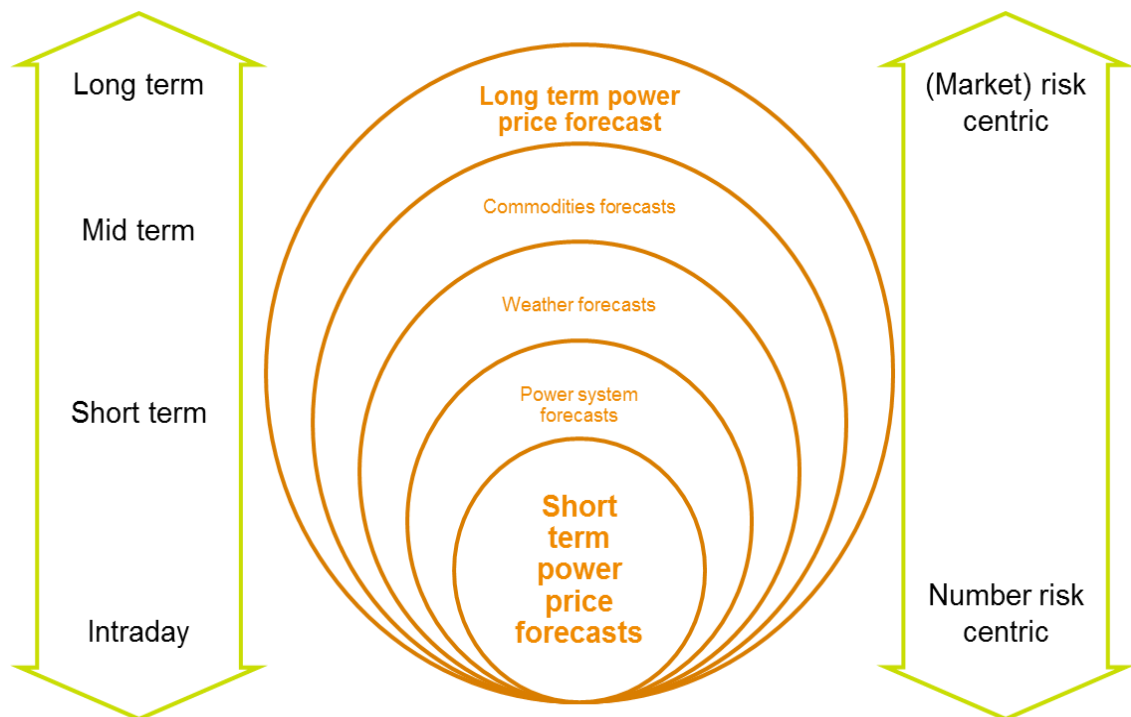 Long term
Mid term
Short term
Intraday
Long term power
price forecast
Commodities forecasts
Weather forecasts
Power system
forecasts
Short
term
power
price
forecasts
(Market) risk
centric
Number risk
centric